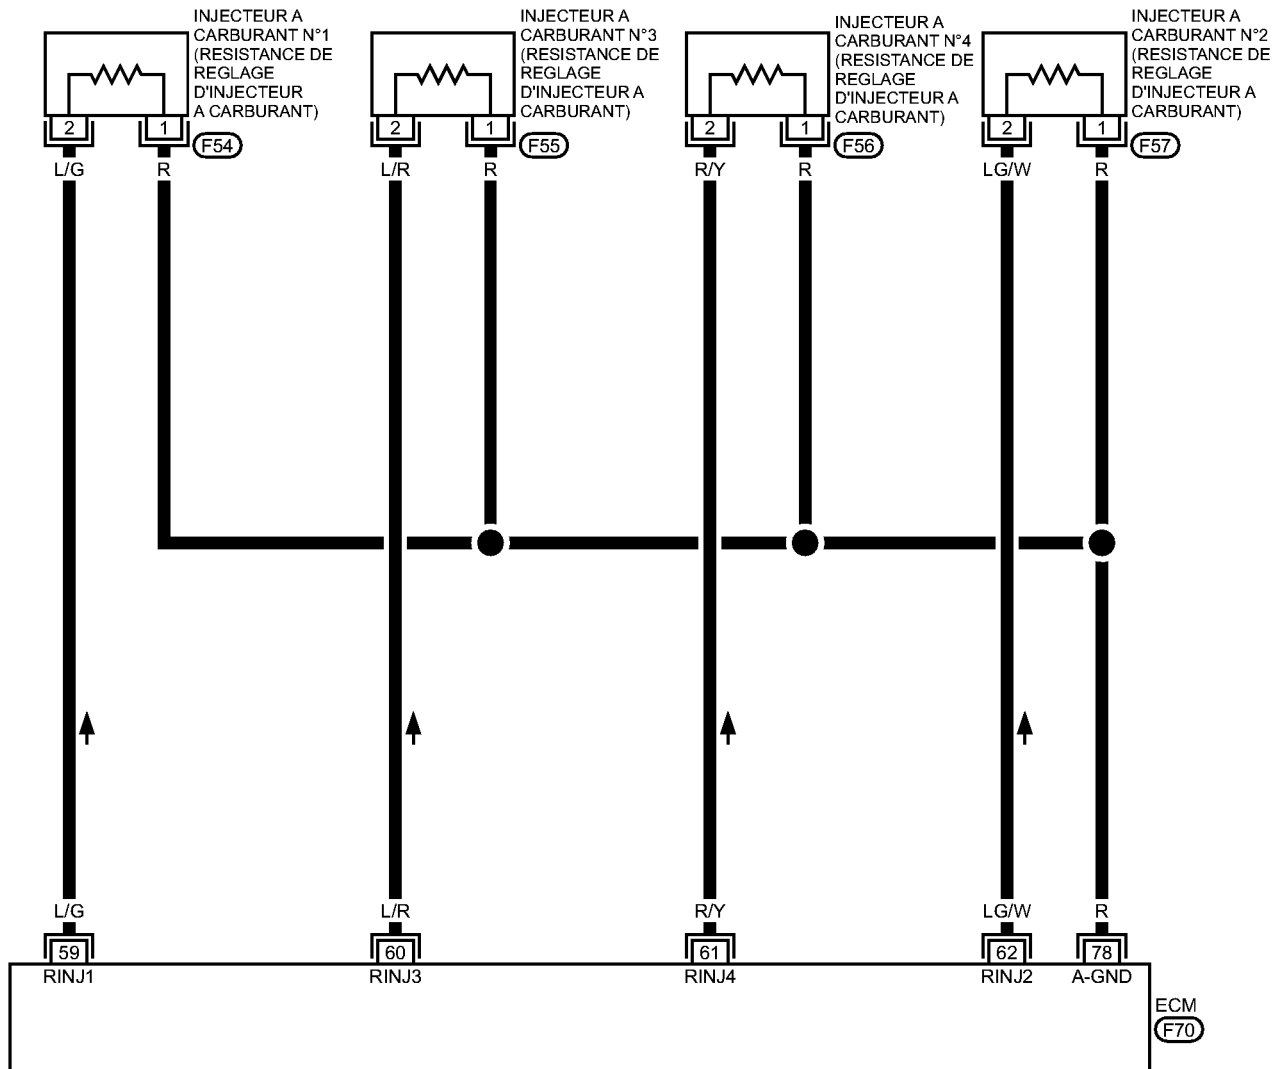 INJECTEUR A
CARBURANT N°1
(RESISTANCE DE
REGLAGE
D'INJECTEUR
A CARBURANT)
INJECTEUR A
CARBURANT N°3
(RESISTANCE DE
REGLAGE
D'INJECTEUR A
CARBURANT)
INJECTEUR A
CARBURANT N°4
(RESISTANCE DE
REGLAGE
D'INJECTEUR A
CARBURANT)
INJECTEUR A
CARBURANT N°2
(RESISTANCE DE
REGLAGE
D'INJECTEUR A
CARBURANT)
2 1 F54 2 1 F55 2 1 F56 2 1 F57
L/G R L/R R R/Y R LG/W R
L/G L/R R/Y LG/W R
59 60 61 62 78
RINJ1 RINJ3 RINJ4 RINJ2 A-GND
ECM
F70